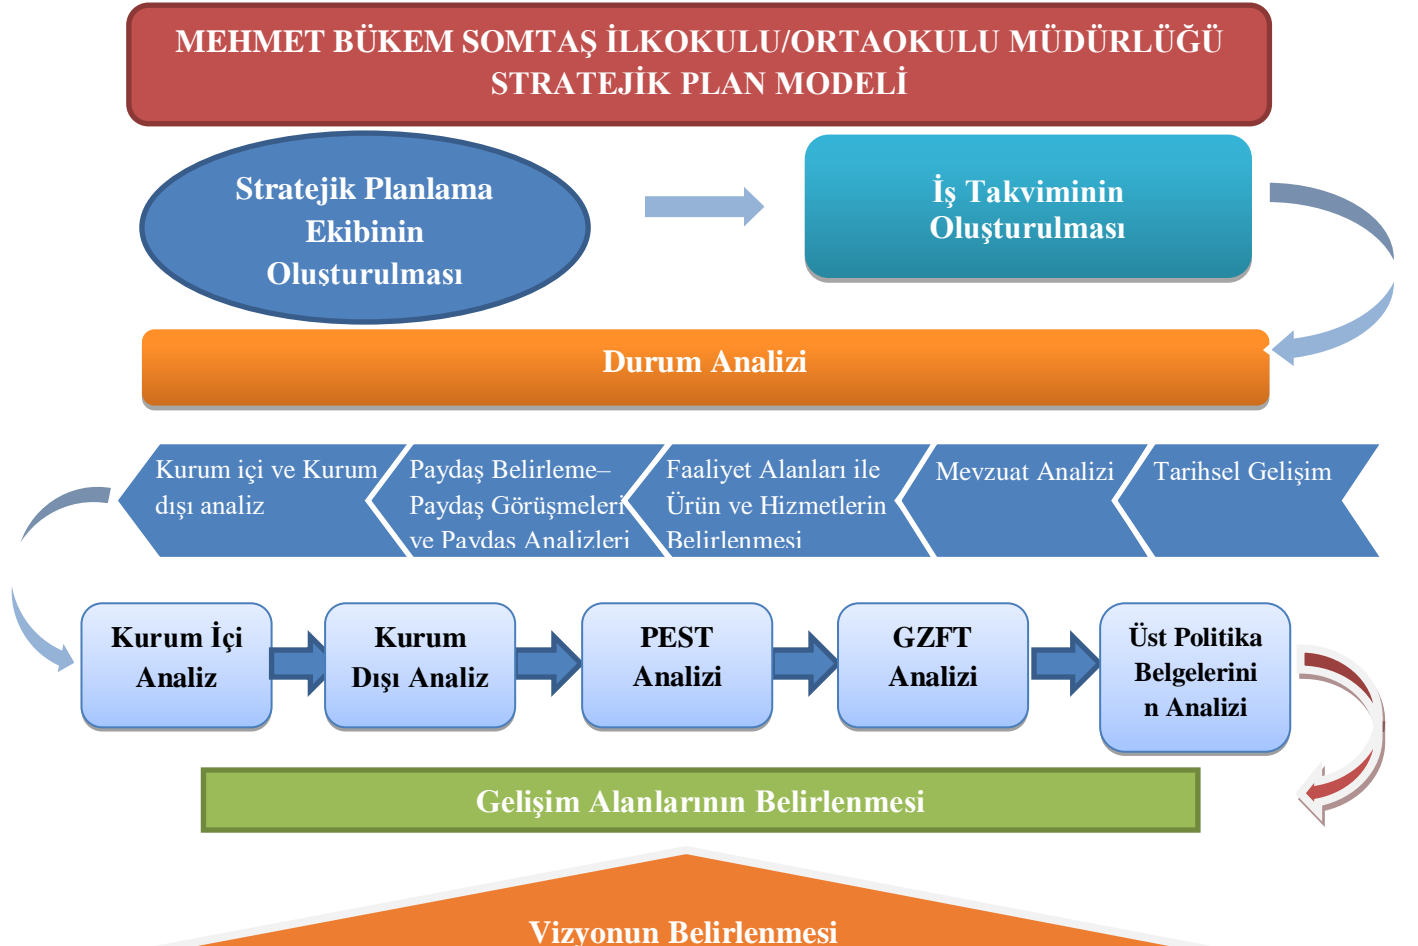 MEHMET BÜKEM SOMTAŞ İLKOKULU/ORTAOKULU MÜDÜRLÜĞÜ
STRATEJİK PLAN MODELİ
Stratejik Planlama
Ekibinin
Oluşturulması
İş Takviminin
Oluşturulması
Durum Analizi
Kurum içi ve Kurum
dışı analiz
Paydaş Belirleme–
Paydaş Görüşmeleri
ve Paydaş Analizleri
Faaliyet Alanları ile
Ürün ve Hizmetlerin
Belirlenmesi
Mevzuat Analizi
Tarihsel Gelişim
Kurum İçi
Analiz
Kurum
Dışı Analiz
PEST
Analizi
GZFT
Analizi
Üst Politika
Belgelerini
n Analizi
Gelişim Alanlarının Belirlenmesi
Vizyonun Belirlenmesi